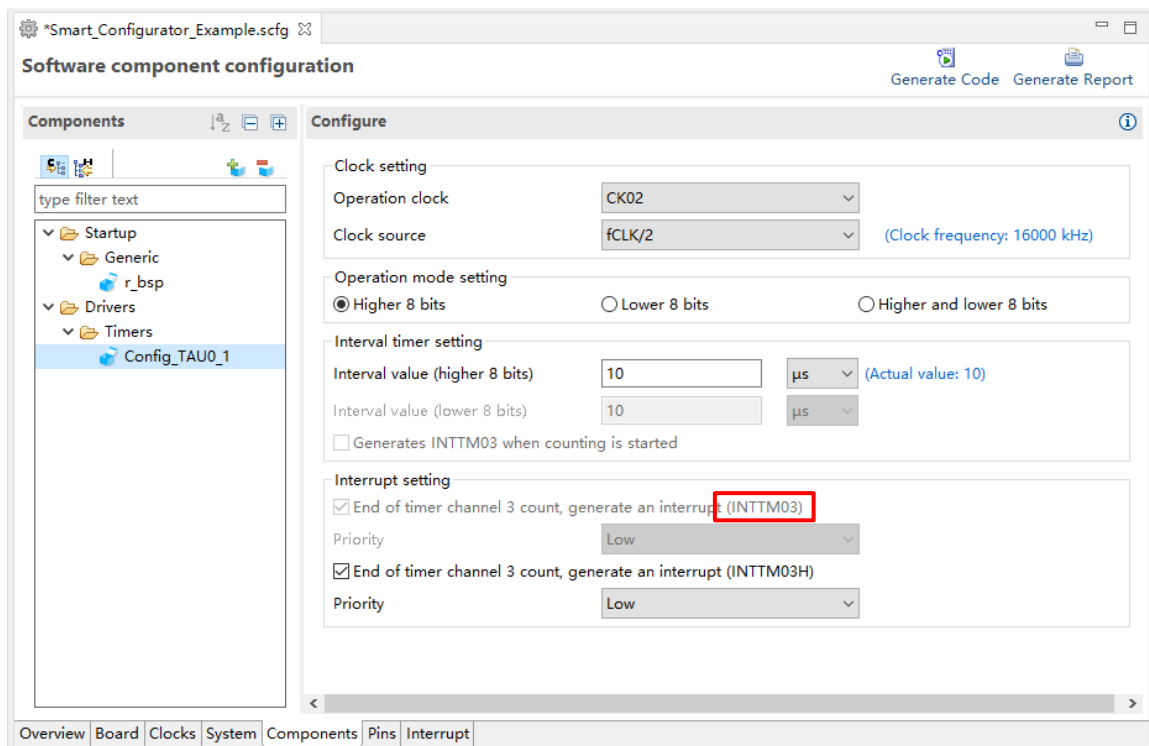 *Smart_Configurator_Example.scfg
Software component configuration
Generate Code Generate Report
Components
Configure
type filter text
Startup
Generic
r_bsp
Drivers
Timers
Config_TAU0_1
Clock setting
Operation clock CK02
Clock source fCLK/2 (Clock frequency: 16000 kHz)
Operation mode setting
Higher 8 bits Lower 8 bits Higher and lower 8 bits
Interval timer setting
Interval value (higher 8 bits) 10 µs (Actual value: 10)
Interval value (lower 8 bits) 10 µs
Generates INTTM03 when counting is started
Interrupt setting
End of timer channel 3 count, generate an interrupt (INTTM03)
Priority Low
End of timer channel 3 count, generate an interrupt (INTTM03H)
Priority Low
Overview Board Clocks System Components Pins Interrupt